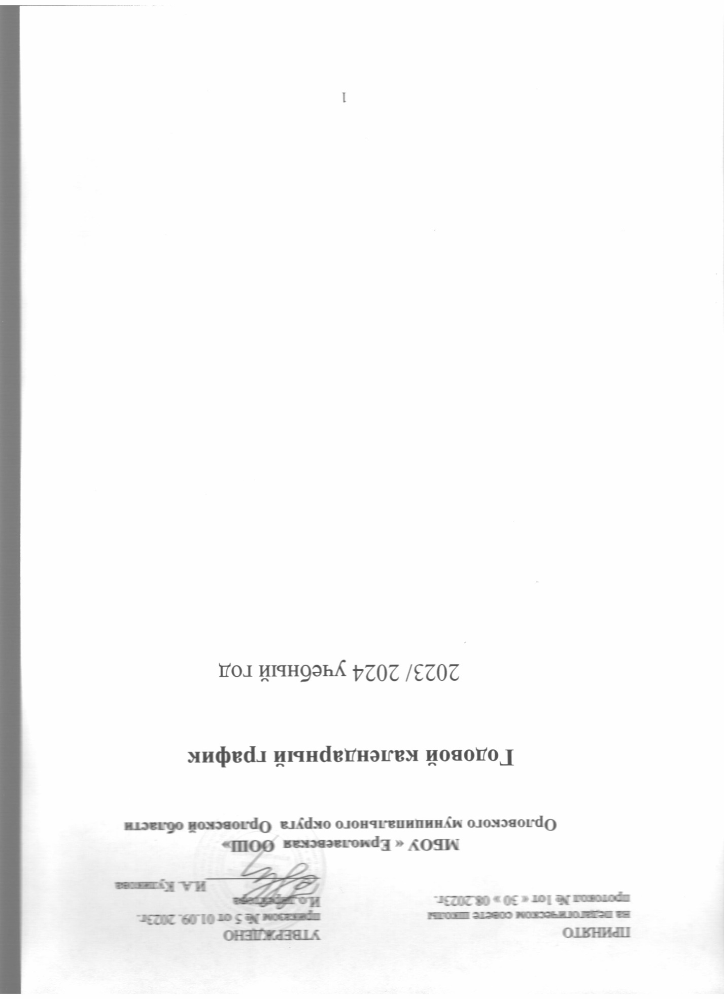 ПРИНЯТО
на педагогическом совете школы
протокол № 1от « 30 » 08.2023г.
УТВЕРЖДЕНО
приказом № 5 от 01.09. 2023г.
И.о.директора
И.А. Куликова
МБОУ « Ермолаевская ООШ»
Орловского муниципального округа Орловской области
Годовой календарный график
2023/ 2024 учебный год
1